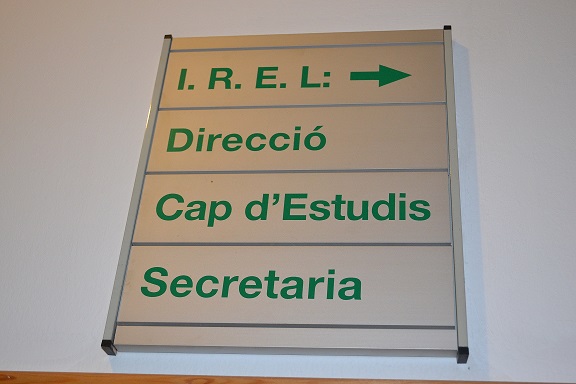 I. R. E. L: →
Direcció
Cap d'Estudis
Secretaria